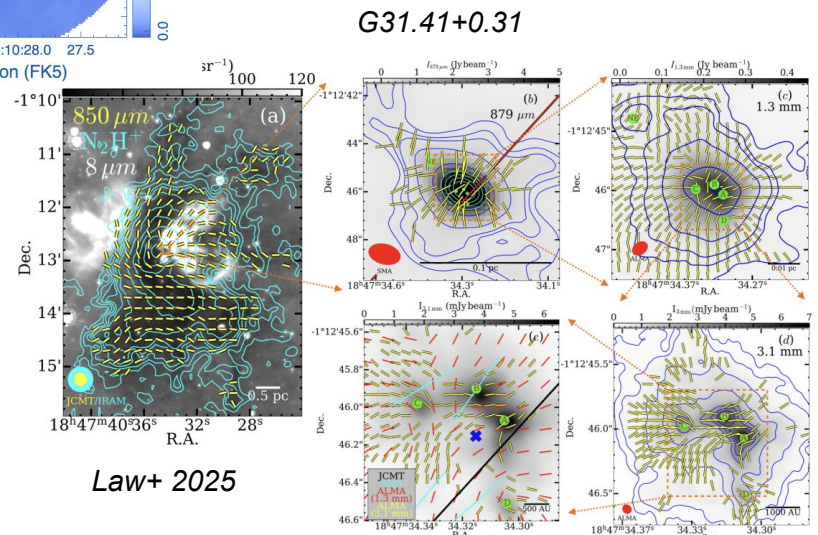 G31.41+0.31
0.0
:10:28.0 27.5
on (FK5)
sr⁻¹) 100 120
-1°10'
11'
12'
13'
14'
15'
Dec.
850 μm
N₂H⁺
8 μm
(a)
JCMT/IRAM
0.5 pc
18ʰ47ᵐ40ˢ36ˢ 32ˢ 28ˢ
R.A.
Law+ 2025
I₈₇₉ μm (Jy beam⁻¹)
0 1 2 3 4 5
-1°12'42"
44"
46"
48"
Dec.
(b)
879 μm
NE
SMA
0.1 pc
18ʰ47ᵐ34.6ˢ 34.3ˢ 34.1ˢ
R.A.
I₁.₃ mm (Jy beam⁻¹)
0.0 0.1 0.2 0.3 0.4
-1°12'45"
46"
47"
Dec.
(c)
1.3 mm
NE
C B A
D
ALMA
0.01 pc
18ʰ47ᵐ34.37ˢ 34.27ˢ
R.A.
I₃.₁ mm (mJy beam⁻¹)
0 1 2 3 4 5 6
-1°12'45.6"
45.8"
46.0"
46.2"
46.4"
46.6"
Dec.
(e)
C B A
D
JCMT
ALMA
(1.3 mm)
ALMA
(3.1 mm)
500 AU
18ʰ47ᵐ34.34ˢ 34.32ˢ 34.30ˢ
R.A.
I₃ mm (mJy beam⁻¹)
0 1 2 3 4 5 6 7
-1°12'45.5"
46.0"
46.5"
Dec.
(d)
3.1 mm
C B A
D
ALMA
1000 AU
18ʰ47ᵐ34.37ˢ 34.33ˢ 34.30ˢ